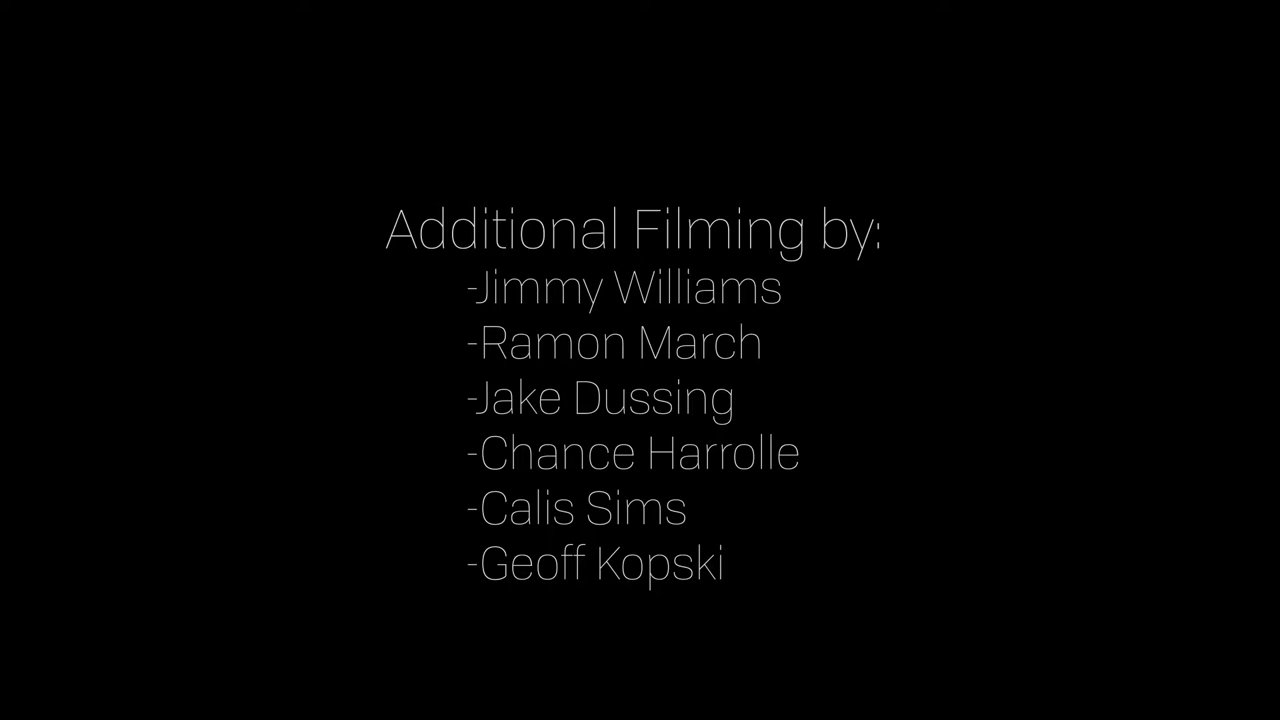 Additional Filming by:
-Jimmy Williams
-Ramon March
-Jake Dussing
-Chance Harrolle
-Calis Sims
-Geoff Kopski